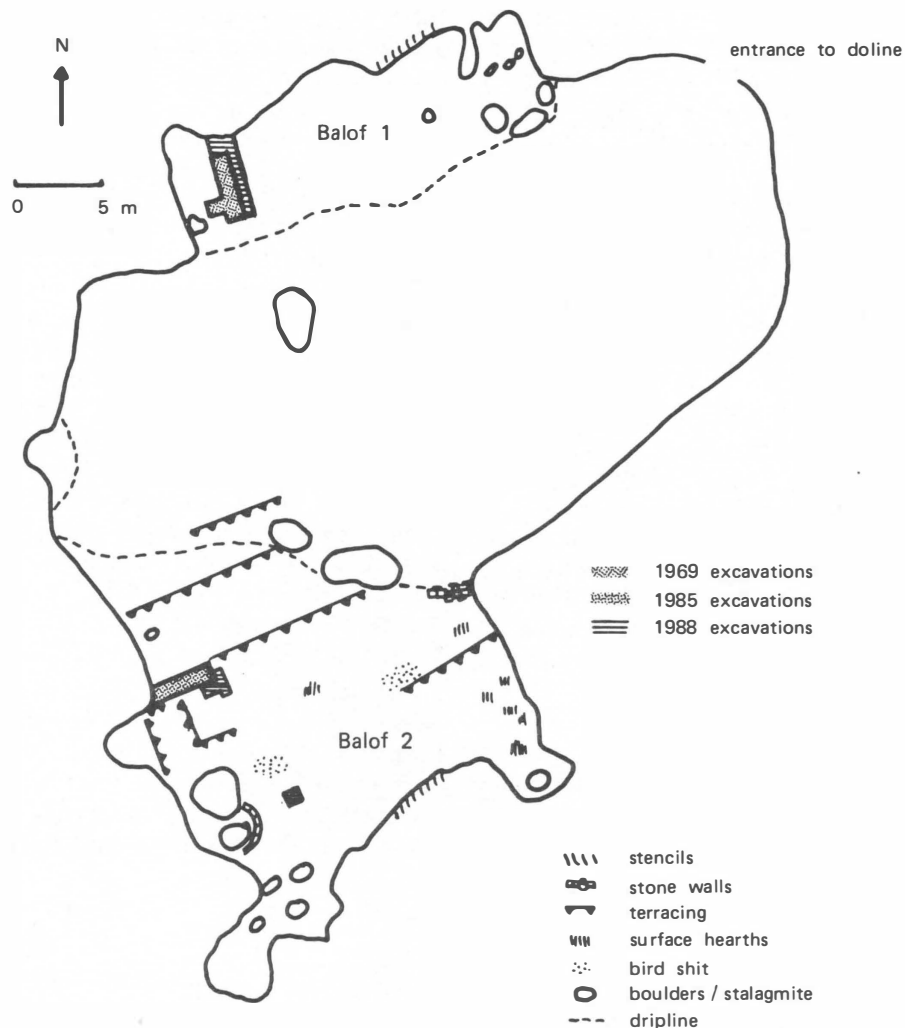 N
entrance to doline
Balof 1
0 5 m
1969 excavations
1985 excavations
1988 excavations
Balof 2
stencils
stone walls
terracing
surface hearths
bird shit
boulders / stalagmite
dripline